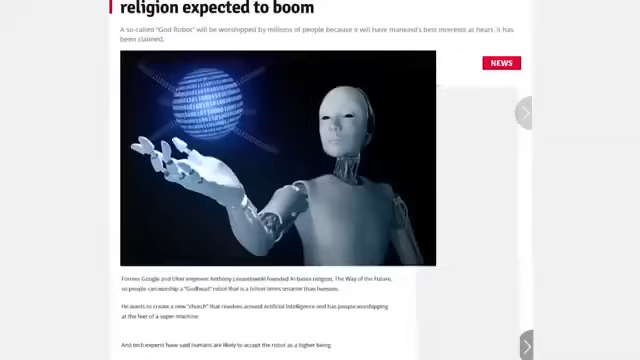 religion expected to boom
A so-called "God Robot" will be worshipped by millions of people because it will have mankind's best interests at heart, it has
been claimed.
NEWS
Former Google and Uber engineer Anthony Levandowski founded AI-based religion, The Way of the Future,
so people can worship a "Godhead" robot that is a billion times smarter than humans.
He wants to create a new "church" that revolves around Artificial Intelligence and has people worshipping
at the feet of a super machine.
And tech experts have said humans are likely to accept the robot as a higher being.